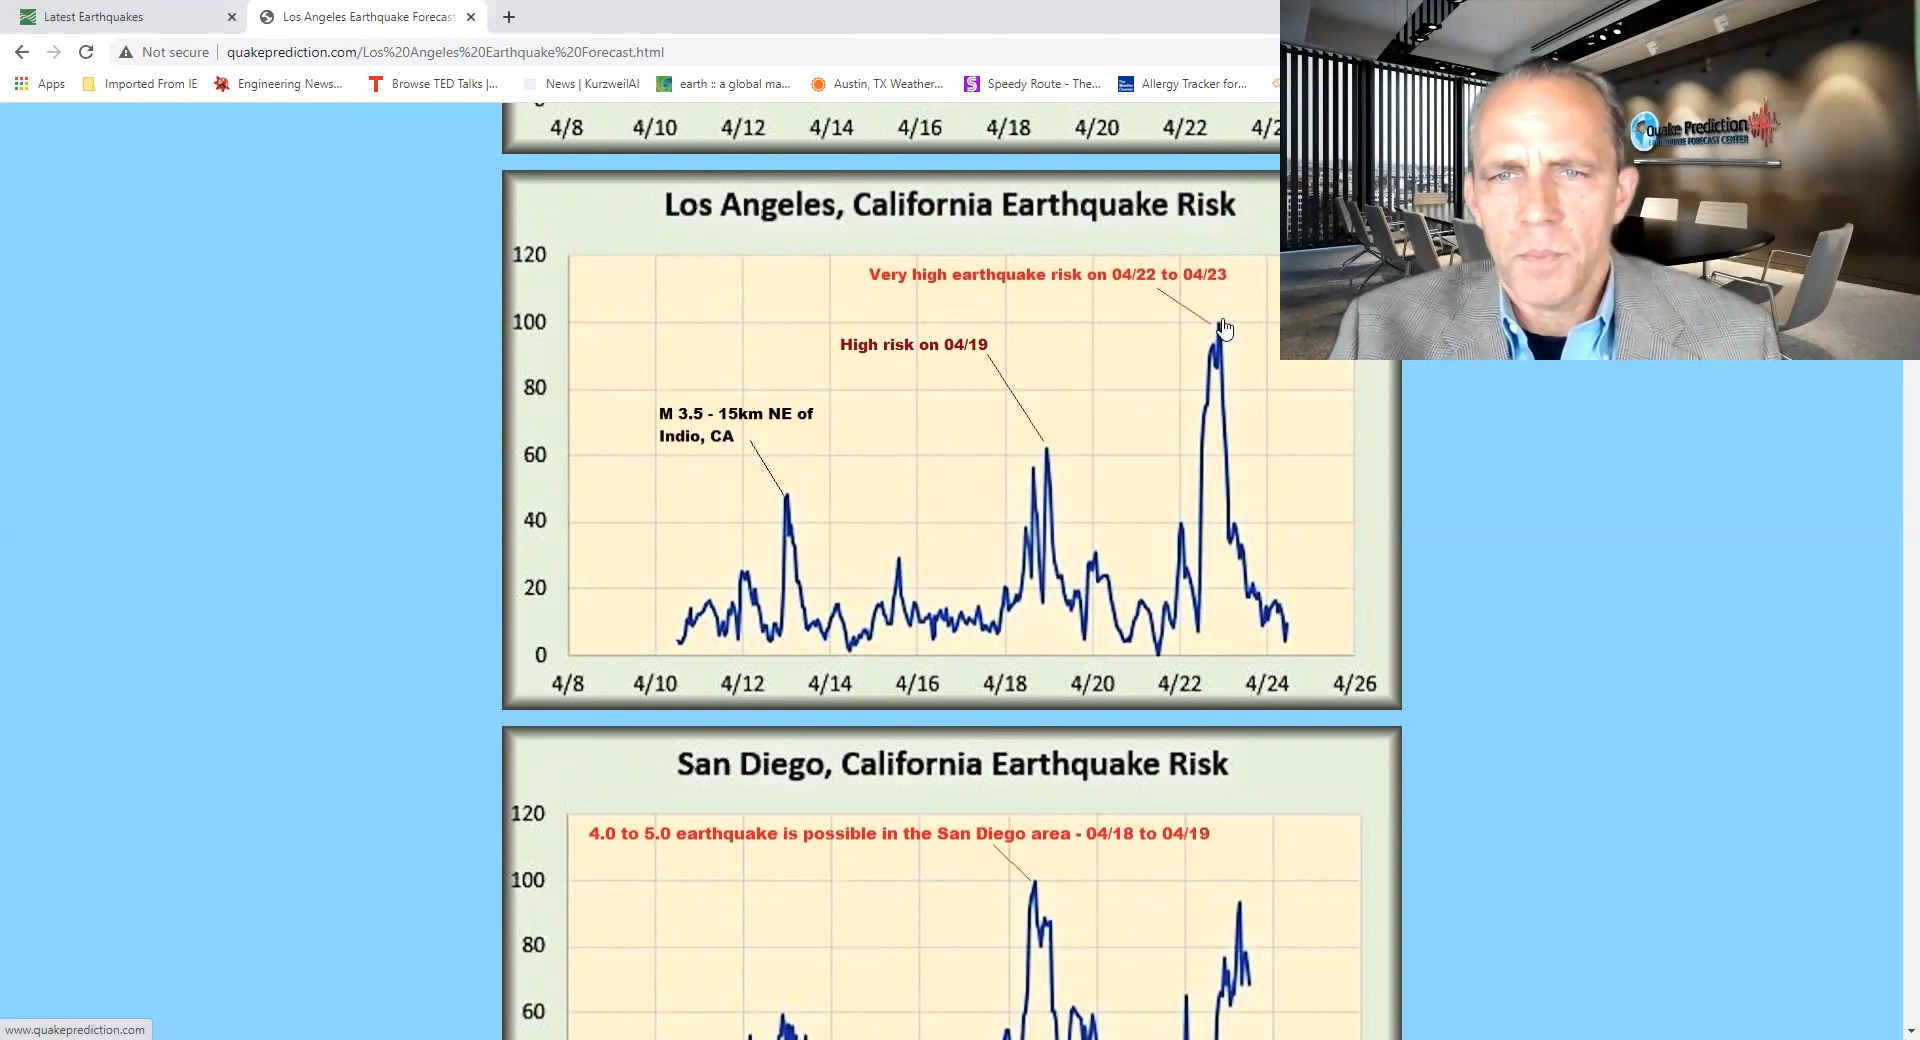 Latest Earthquakes
Los Angeles Earthquake Forecast
Not secure
quakeprediction.com/Los%20Angeles%20Earthquake%20Forecast.html
Apps
Imported From IE
Engineering News...
Browse TED Talks |...
News | KurzweilAI
earth :: a global ma...
Austin, TX Weather...
Speedy Route - The...
Allergy Tracker for...
Quake Prediction
EARTHQUAKE FORECAST CENTER
4/8 4/10 4/12 4/14 4/16 4/18 4/20 4/22 4/2
Los Angeles, California Earthquake Risk
120
Very high earthquake risk on 04/22 to 04/23
100
High risk on 04/19
80
M 3.5 - 15km NE of
Indio, CA
60
40
20
0
4/8 4/10 4/12 4/14 4/16 4/18 4/20 4/22 4/24 4/26
San Diego, California Earthquake Risk
120
4.0 to 5.0 earthquake is possible in the San Diego area - 04/18 to 04/19
100
80
60
www.quakeprediction.com